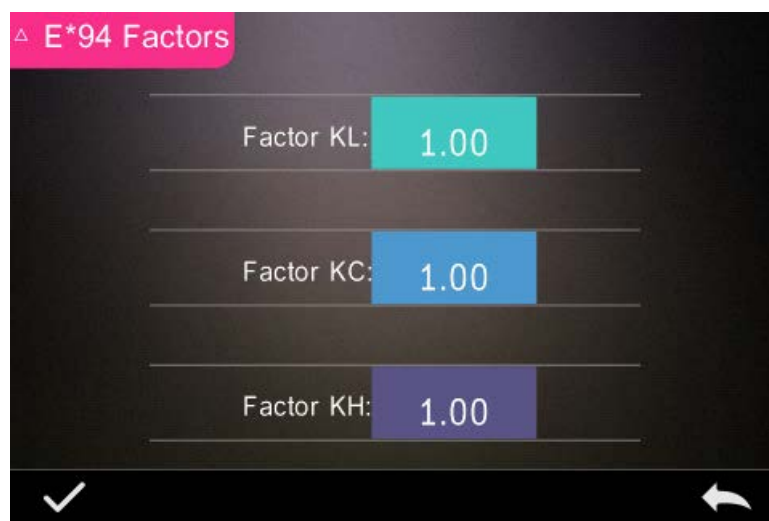 △ E*94 Factors
Factor KL: 1.00
Factor KC: 1.00
Factor KH: 1.00